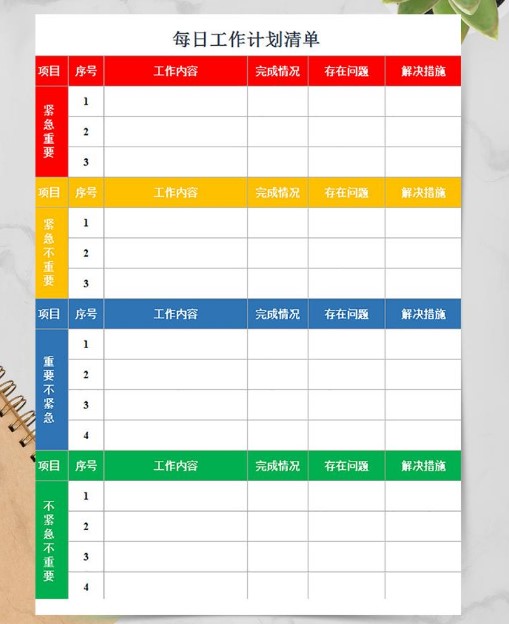 每日工作计划清单
项目 序号 工作内容 完成情况 存在问题 解决措施
紧急重要
1
2
3
项目 序号 工作内容 完成情况 存在问题 解决措施
紧急不重要
1
2
3
项目 序号 工作内容 完成情况 存在问题 解决措施
重要不紧急
1
2
3
4
项目 序号 工作内容 完成情况 存在问题 解决措施
不紧急不重要
1
2
3
4